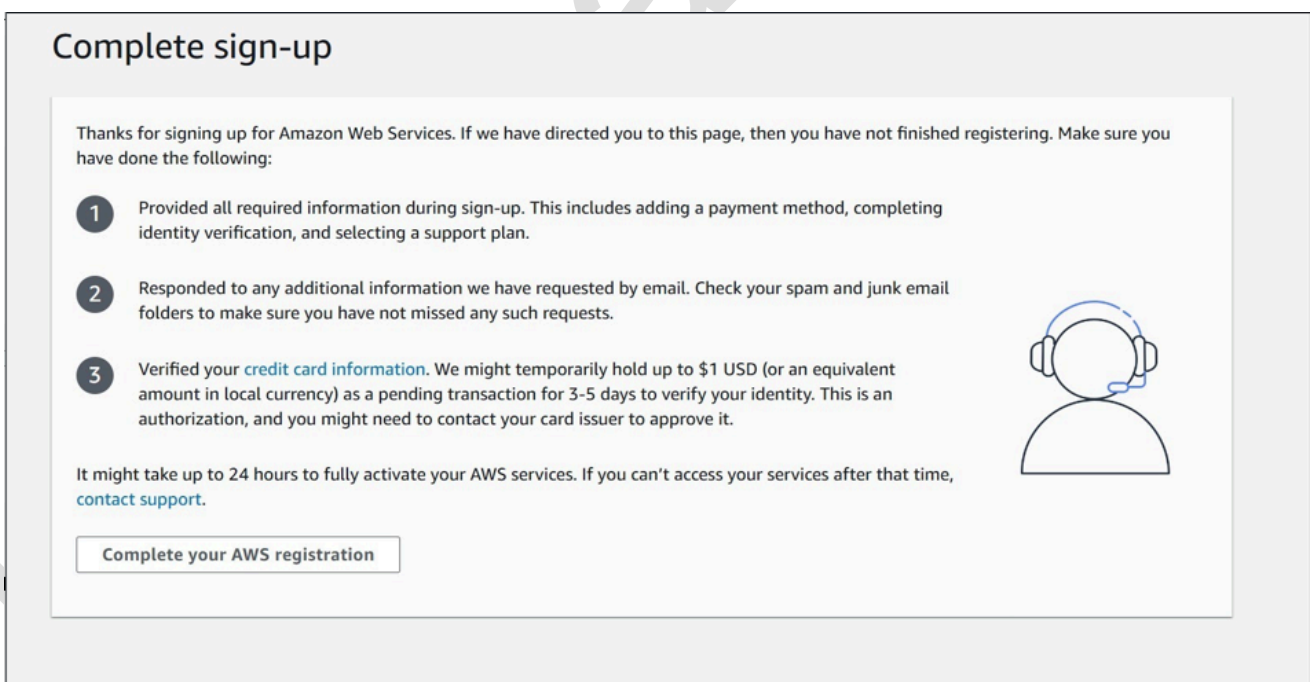 Complete sign-up
Thanks for signing up for Amazon Web Services. If we have directed you to this page, then you have not finished registering. Make sure you
have done the following:
1
Provided all required information during sign-up. This includes adding a payment method, completing
identity verification, and selecting a support plan.
2
Responded to any additional information we have requested by email. Check your spam and junk email
folders to make sure you have not missed any such requests.
3
Verified your credit card information. We might temporarily hold up to $1 USD (or an equivalent
amount in local currency) as a pending transaction for 3-5 days to verify your identity. This is an
authorization, and you might need to contact your card issuer to approve it.
It might take up to 24 hours to fully activate your AWS services. If you can’t access your services after that time,
contact support.
Complete your AWS registration